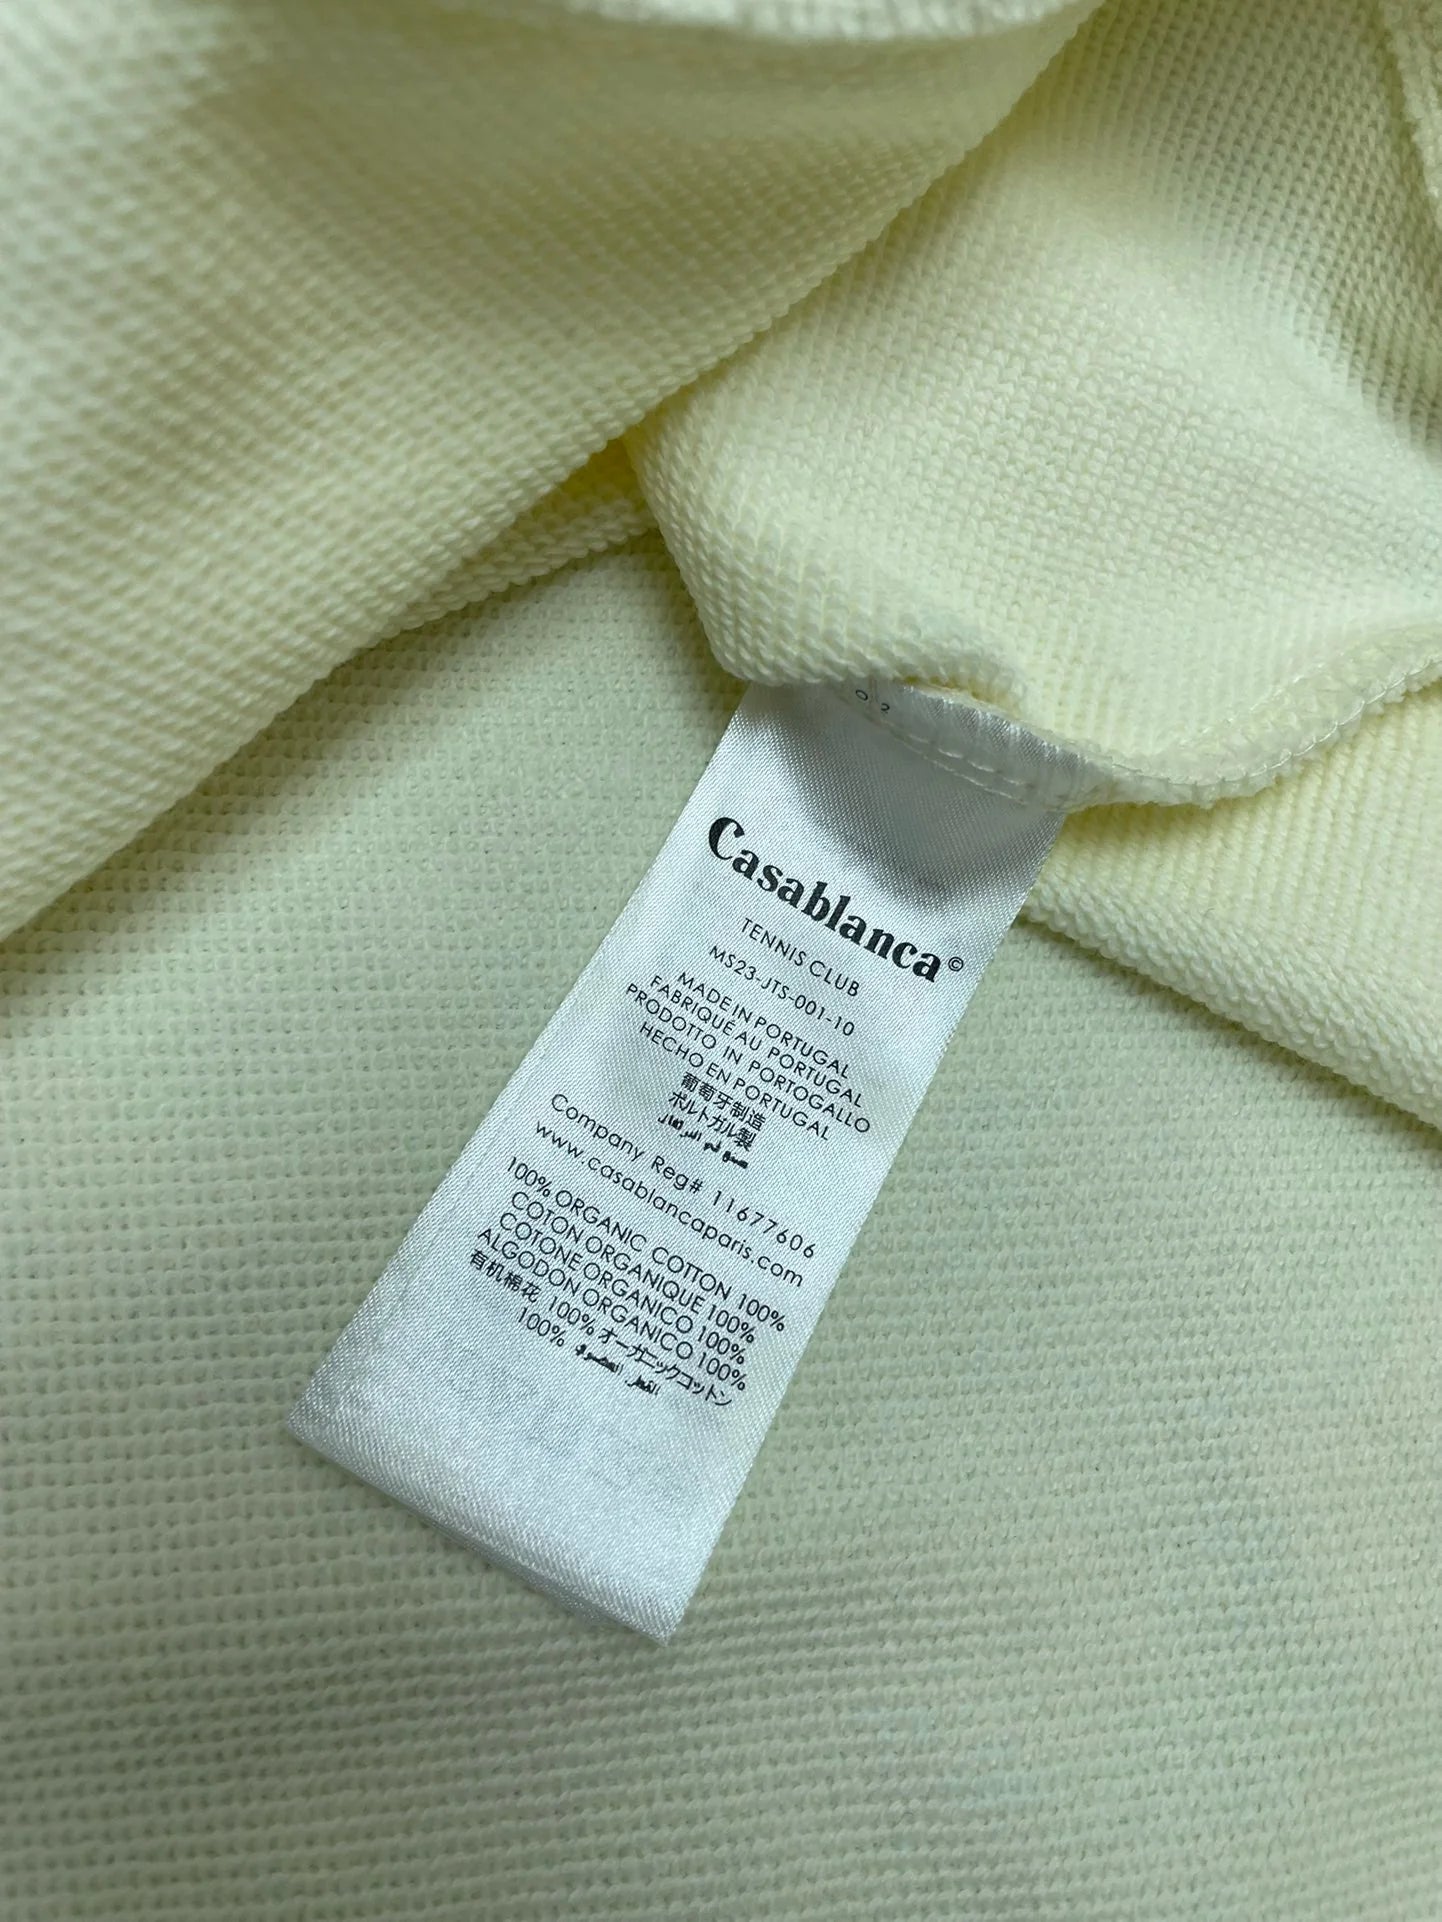 Casablanca©
TENNIS CLUB
MS23-JTS-001-10
MADE IN PORTUGAL
FABRIQUÉ AU PORTUGAL
PRODOTTO IN PORTOGALLO
HECHO EN PORTUGAL
葡萄牙制造
ポルトガル製
Company Reg# 11677606
www.casablancaparis.com
100% ORGANIC COTTON 100%
COTON ORGANIQUE 100%
COTONE ORGANICO 100%
ALGODON ORGANICO 100%
有机棉花 100% オーガニックコットン
100% القطن العضوي